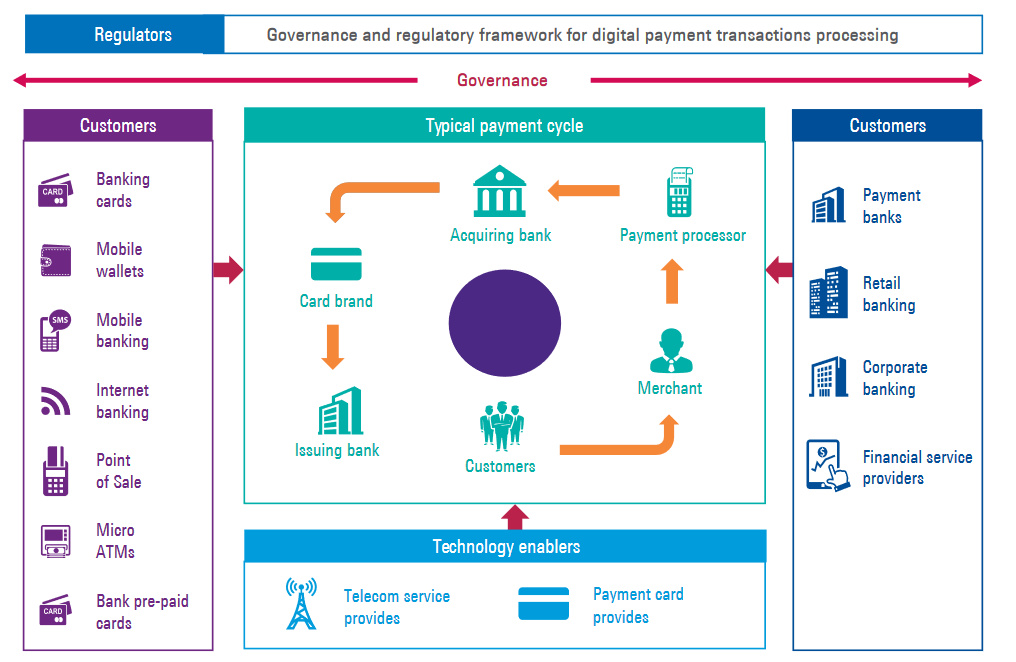 Regulators
Governance and regulatory framework for digital payment transactions processing
Governance
Customers
CARD
Banking
cards
Mobile
wallets
SMS
Mobile
banking
Internet
banking
Point
of Sale
Micro
ATMs
CARD
Bank pre-paid
cards
Typical payment cycle
Acquiring bank
Payment processor
Card brand
Merchant
Issuing bank
Customers
Customers
Payment
banks
Retail
banking
Corporate
banking
$
Financial service
providers
Technology enablers
Telecom service
provides
Payment card
provides